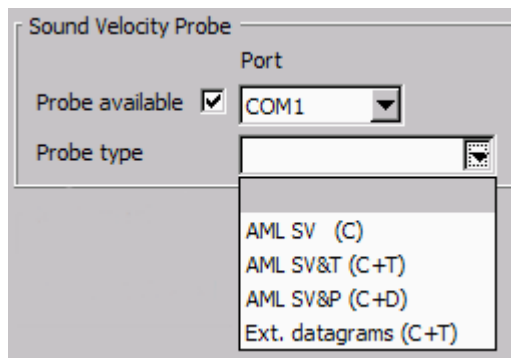 Sound Velocity Probe
Port
Probe available COM1
Probe type
AML SV (C)
AML SV&T (C+T)
AML SV&P (C+D)
Ext. datagrams (C+T)